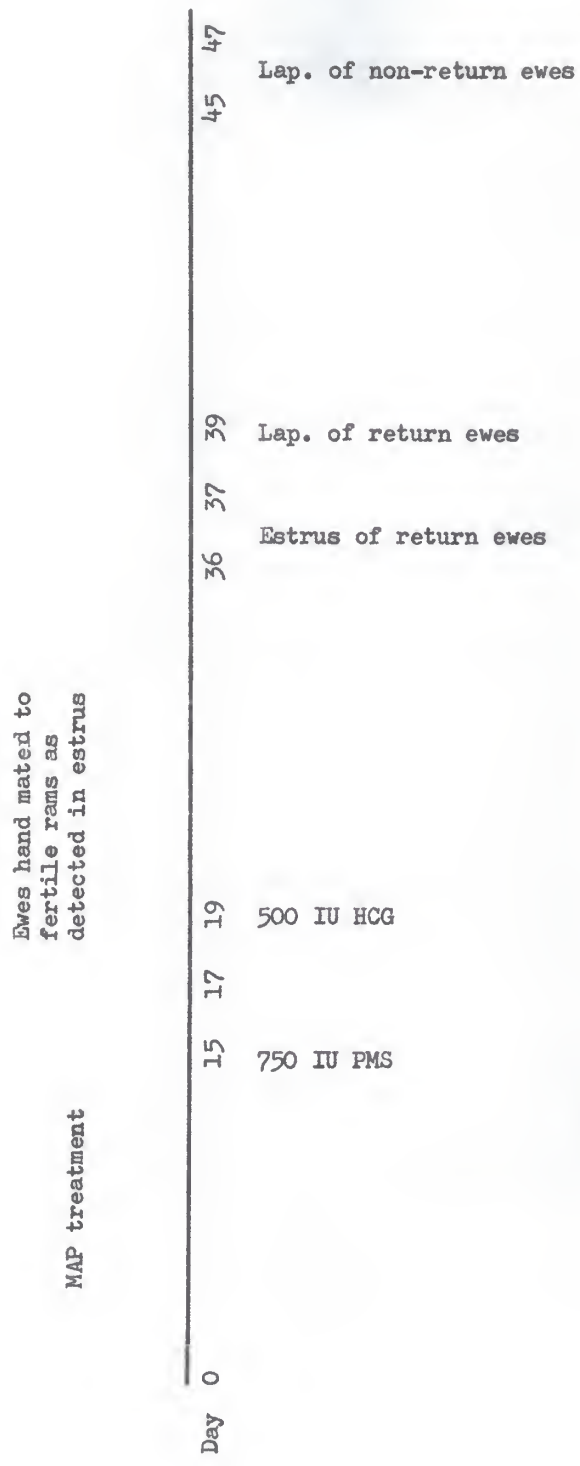 Ewes hand mated to
fertile rams as
detected in estrus
MAP treatment
Day 0 15 17 19 36 37 39 45 47
750 IU PMS
500 IU HCG
Estrus of return ewes
Lap. of return ewes
Lap. of non-return ewes